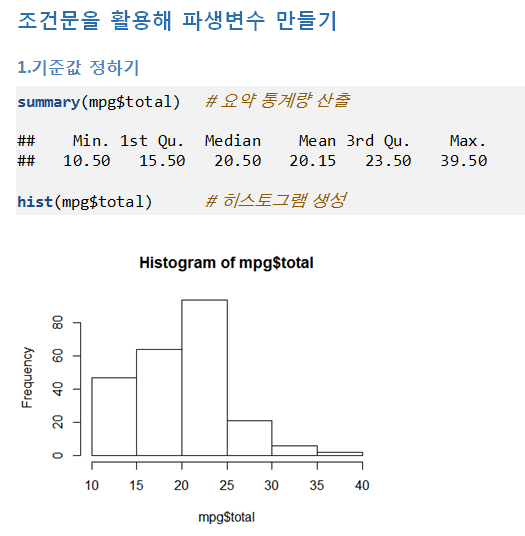 조건문을 활용해 파생변수 만들기
1.기준값 정하기
summary(mpg$total)   # 요약 통계량 산출
##    Min. 1st Qu.  Median    Mean 3rd Qu.    Max.
##   10.50   15.50   20.50   20.15   23.50   39.50
hist(mpg$total)      # 히스토그램 생성
Histogram of mpg$total
Frequency
80
60
40
20
0
10 15 20 25 30 35 40
mpg$total